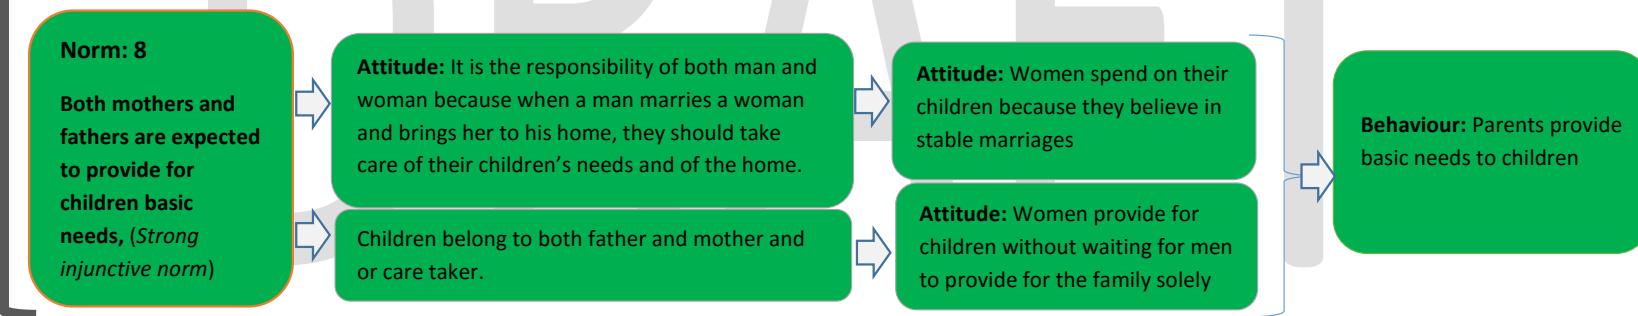 Norm: 8
Both mothers and
fathers are expected
to provide for
children basic
needs, (Strong
injunctive norm)
Attitude: It is the responsibility of both man and
woman because when a man marries a woman
and brings her to his home, they should take
care of their children’s needs and of the home.
Children belong to both father and mother and
or care taker.
Attitude: Women spend on their
children because they believe in
stable marriages
Attitude: Women provide for
children without waiting for men
to provide for the family solely
Behaviour: Parents provide
basic needs to children
DRAFT